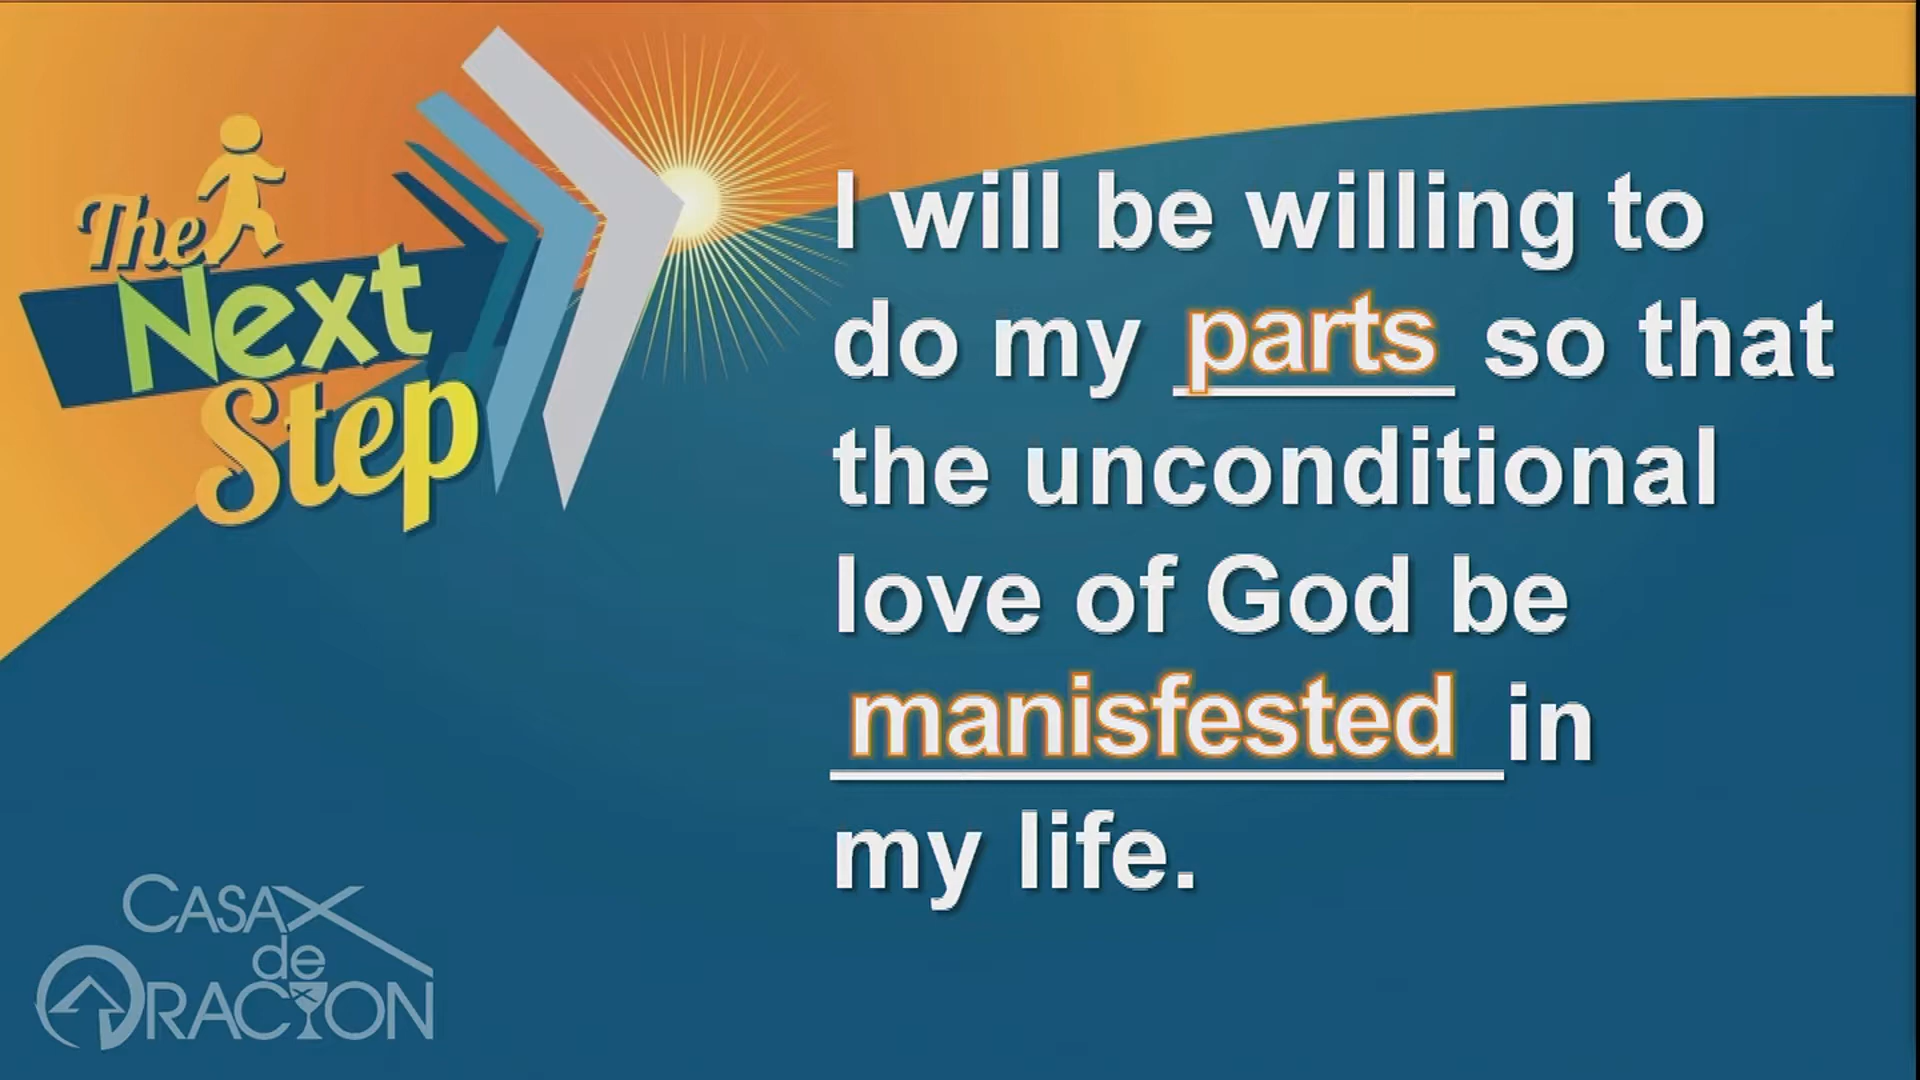 The
Next
Step
I will be willing to
do my parts so that
the unconditional
love of God be
manisfested in
my life.
CASA
de
ORACION